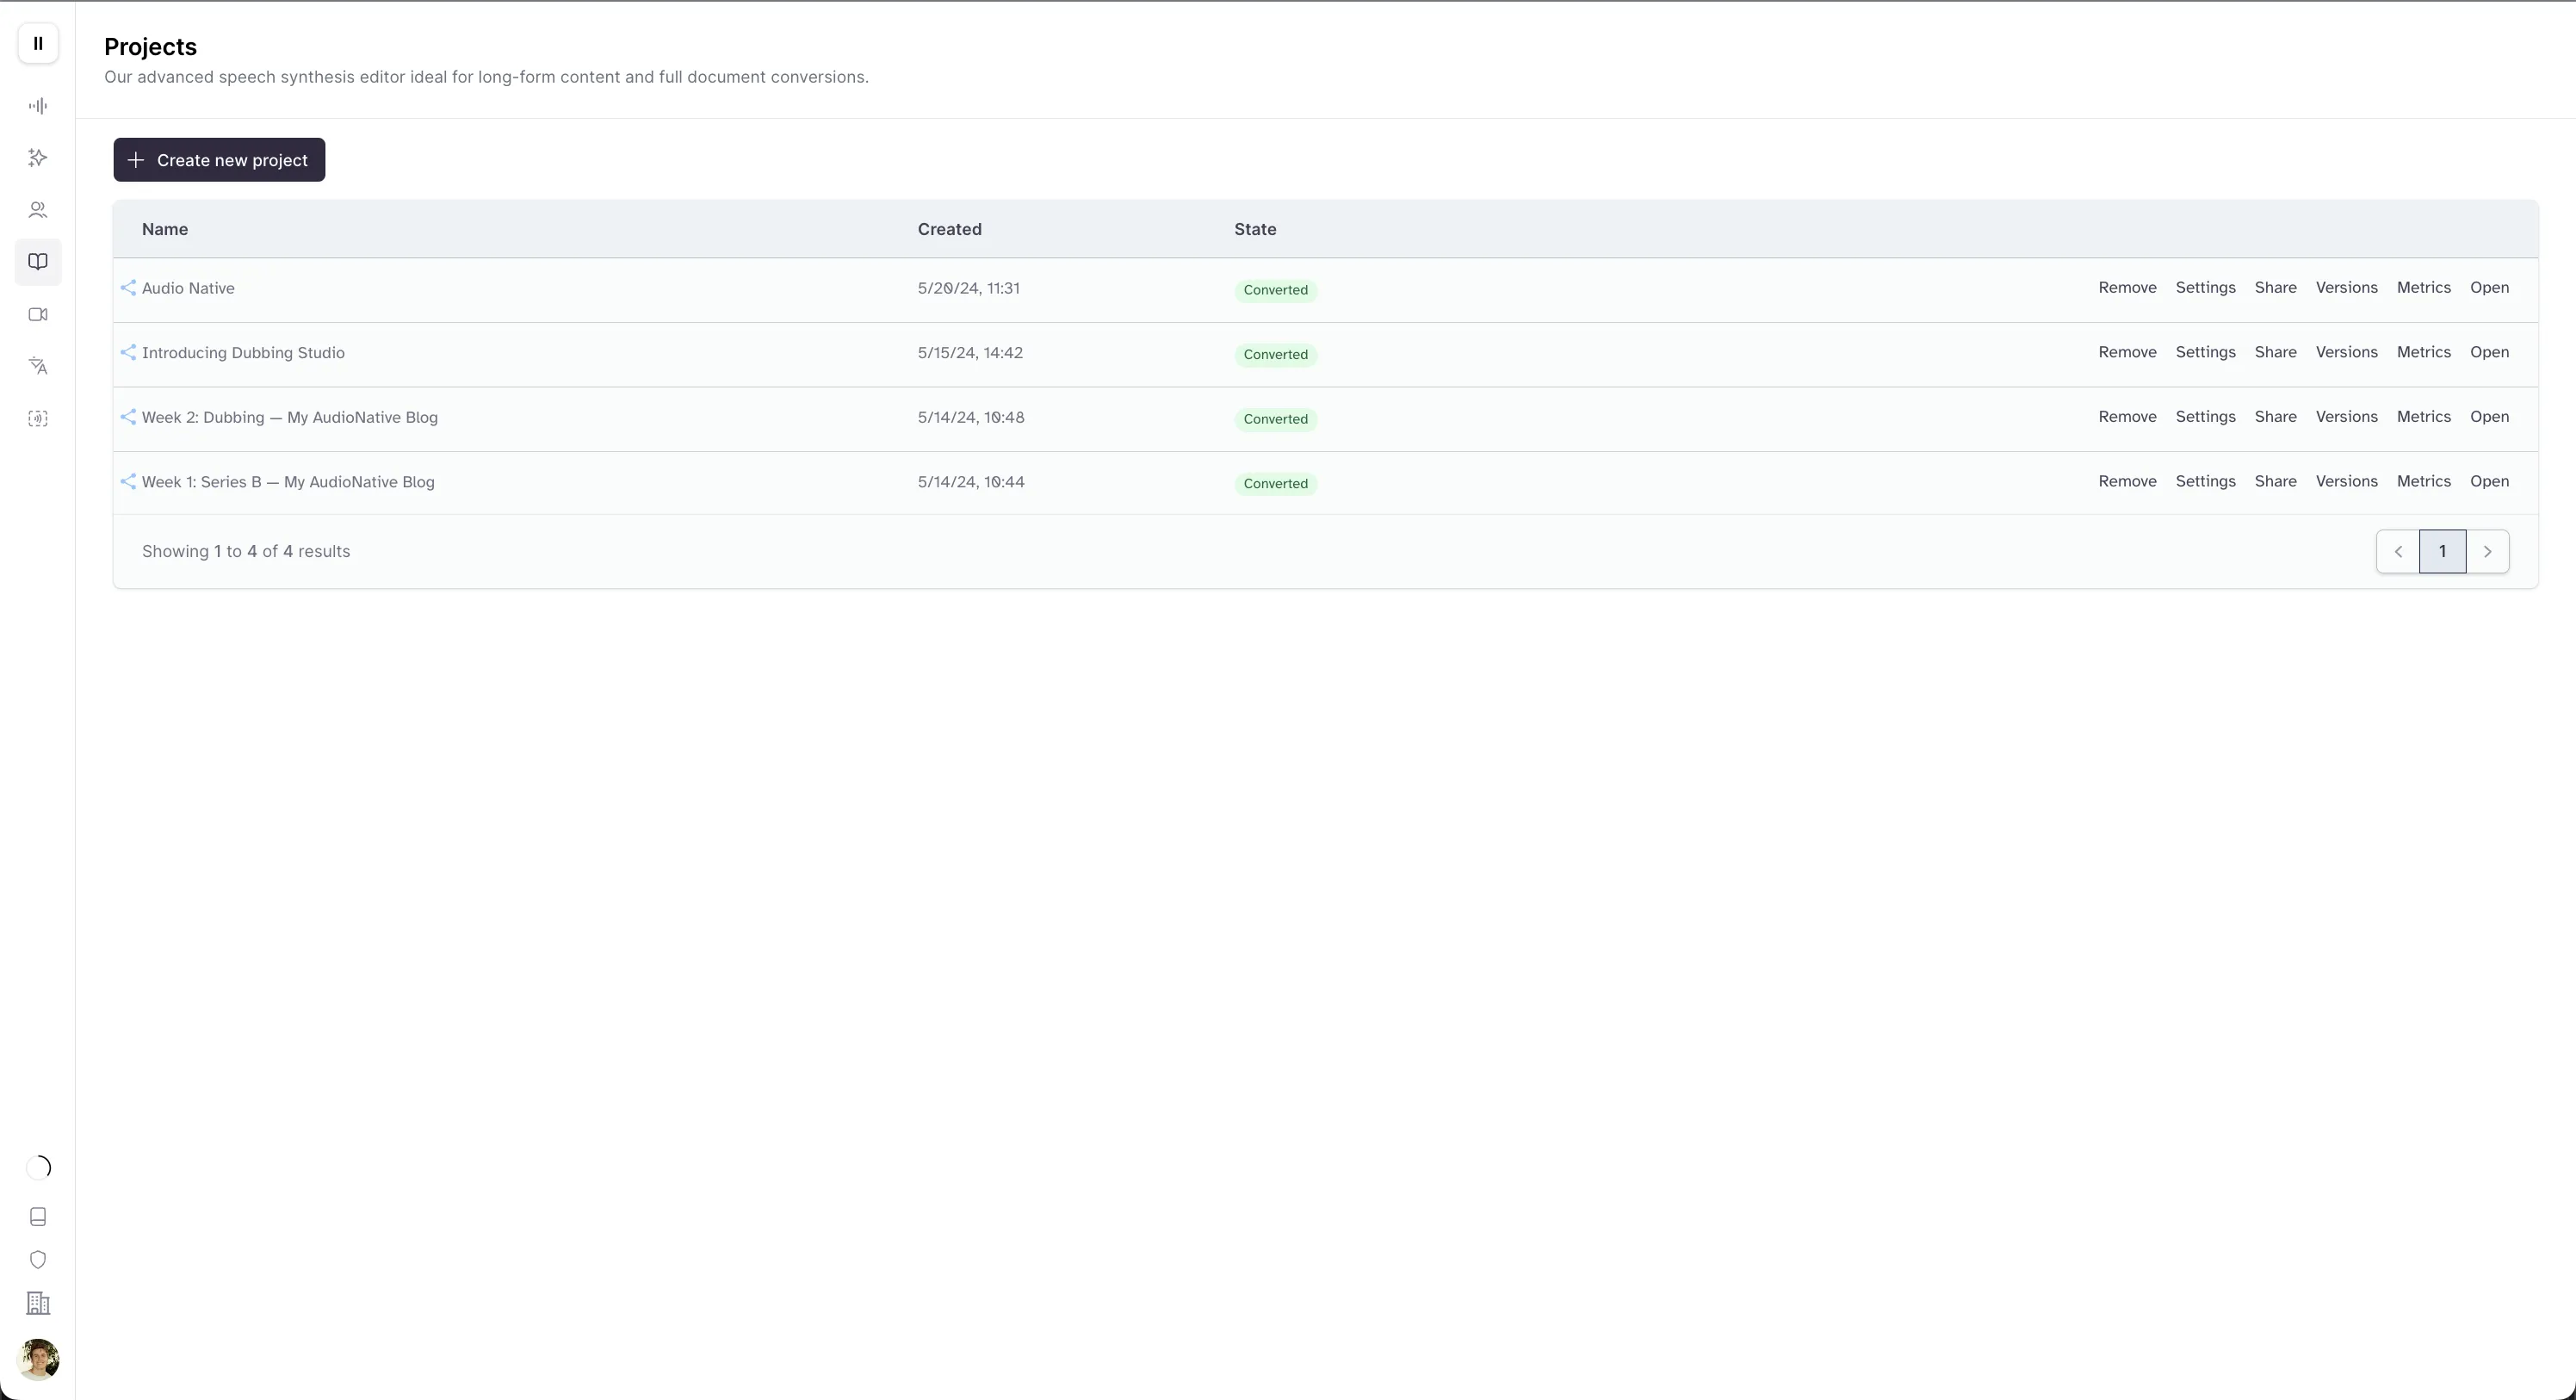 Projects
Our advanced speech synthesis editor ideal for long-form content and full document conversions.
Create new project
Name Created State
Audio Native 5/20/24, 11:31 Converted Remove Settings Share Versions Metrics Open
Introducing Dubbing Studio 5/15/24, 14:42 Converted Remove Settings Share Versions Metrics Open
Week 2: Dubbing — My AudioNative Blog 5/14/24, 10:48 Converted Remove Settings Share Versions Metrics Open
Week 1: Series B — My AudioNative Blog 5/14/24, 10:44 Converted Remove Settings Share Versions Metrics Open
Showing 1 to 4 of 4 results 1